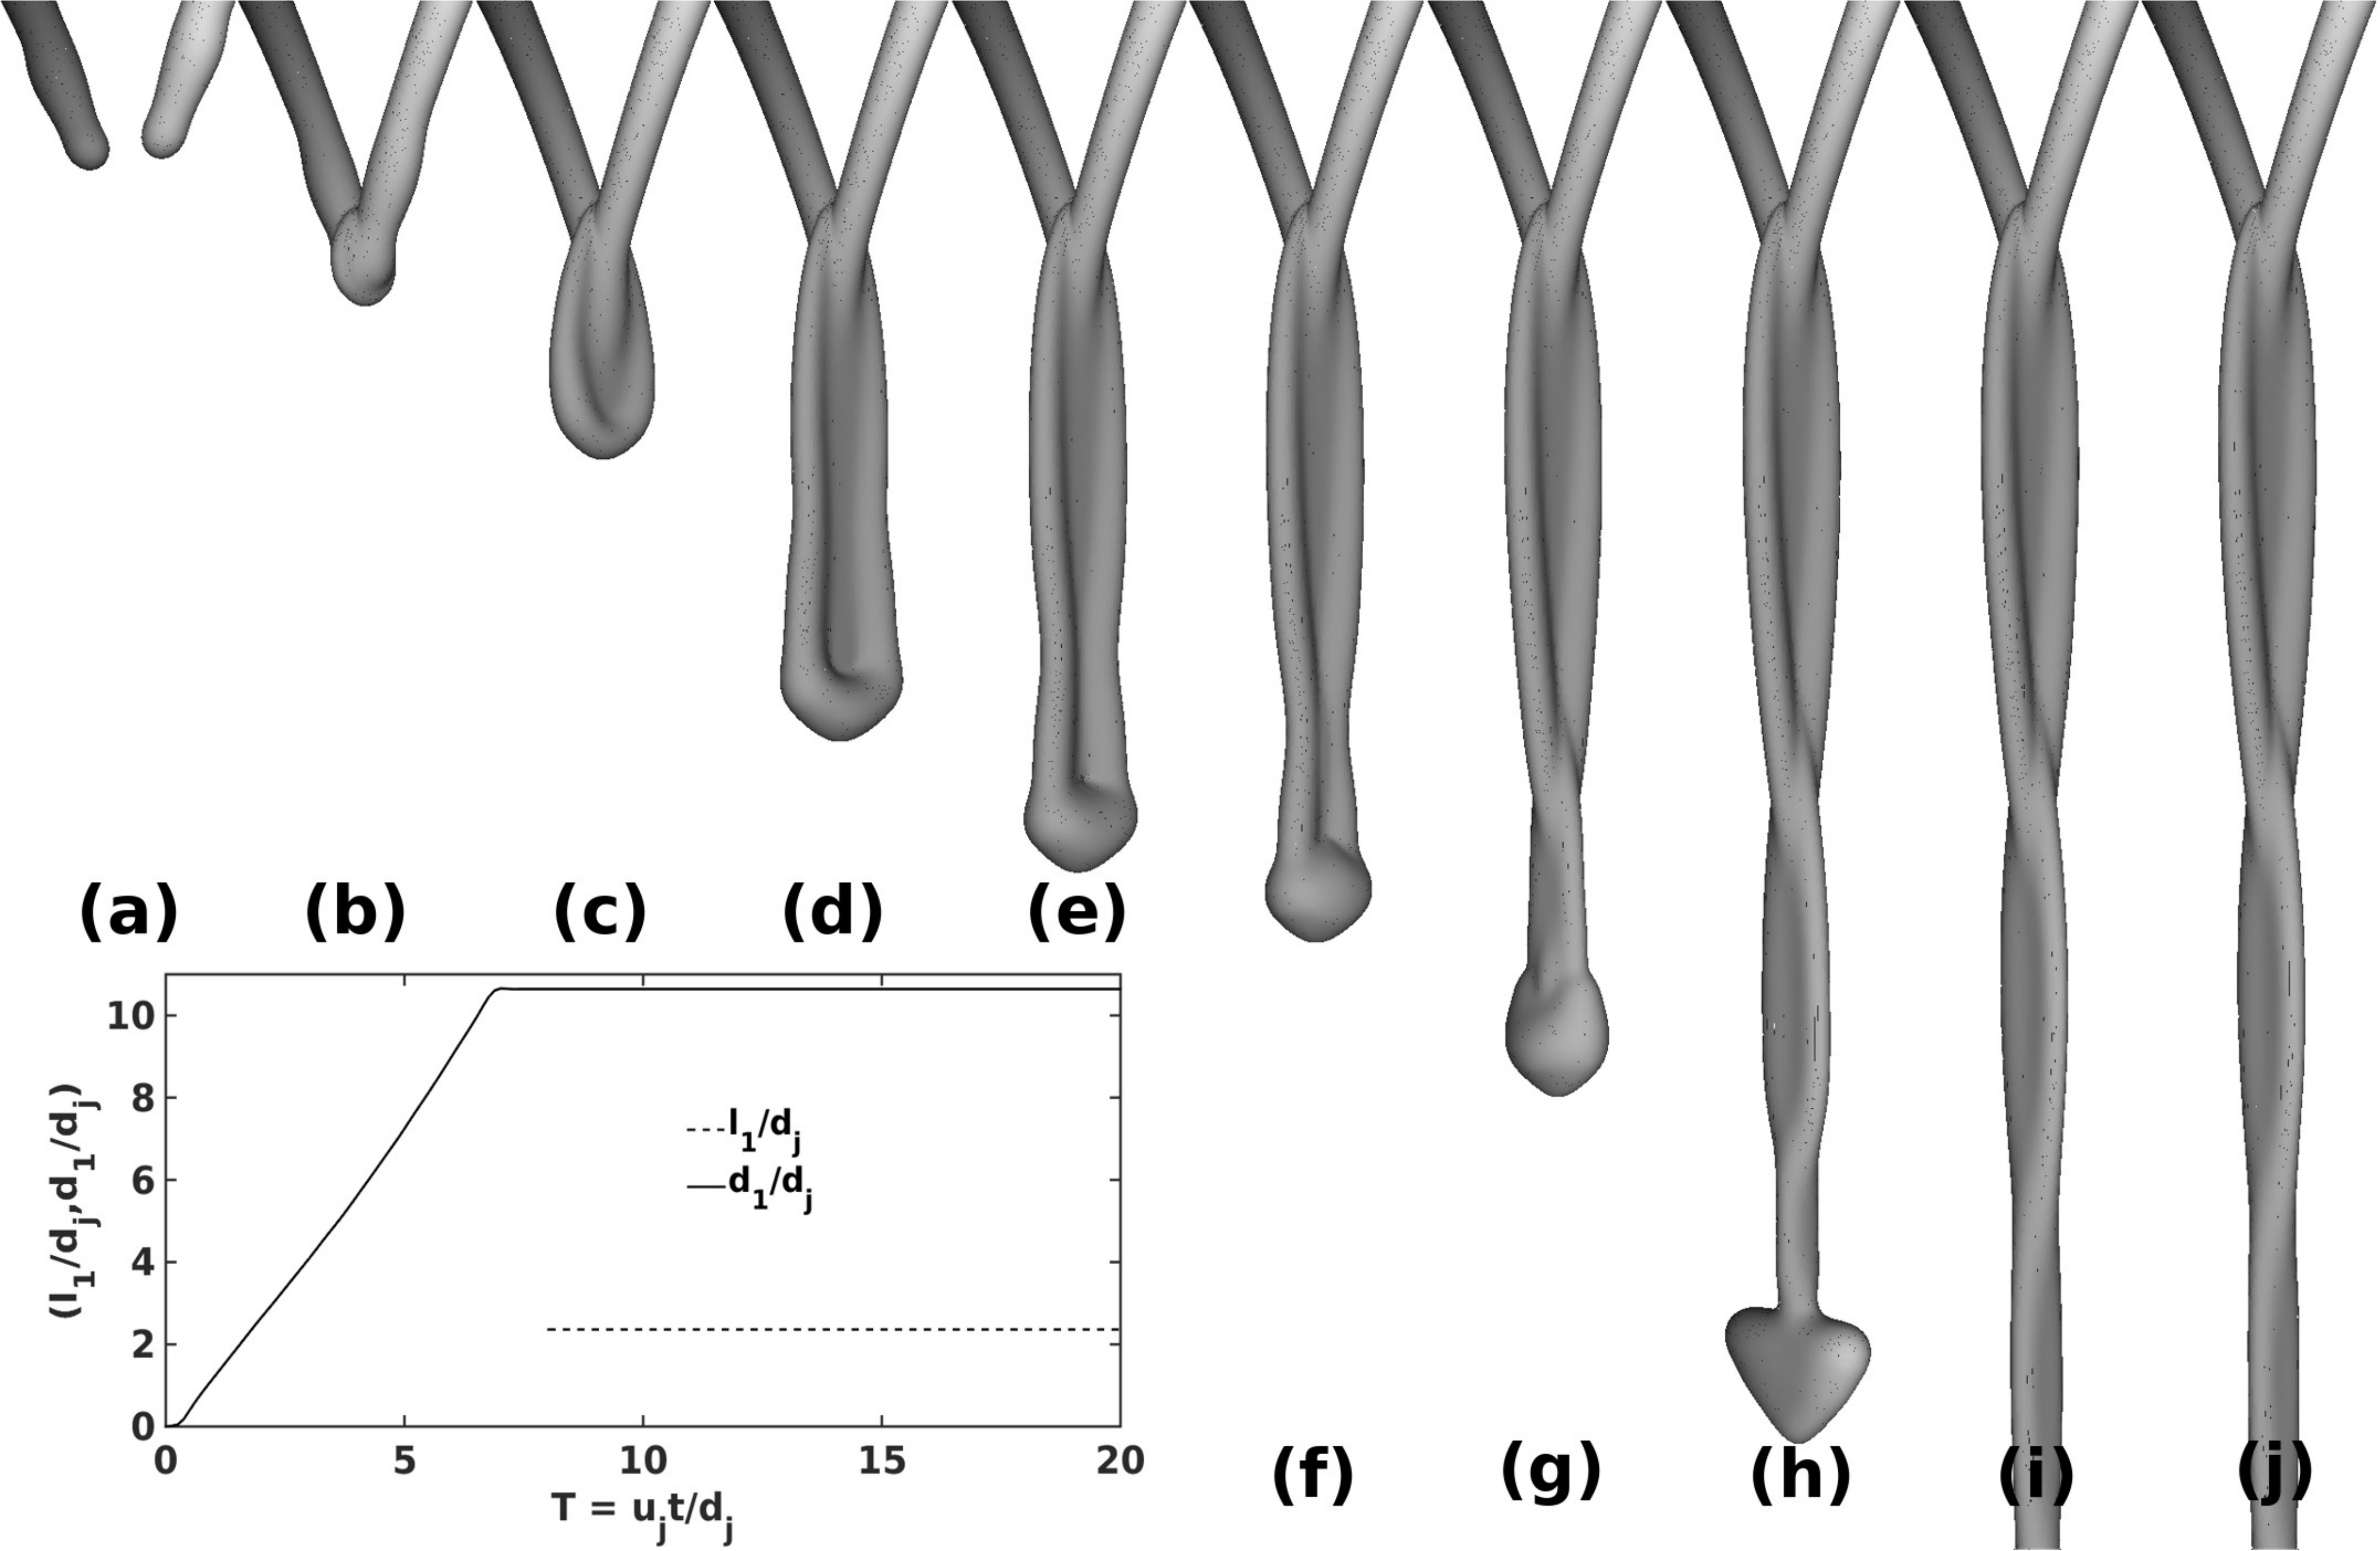 (a) (b) (c) (d) (e)
10
8
6
4
2
0
(l1/dj,d1/dj)
l1/dj
d1/dj
0 5 10 15 20
T = ujt/dj
(f) (g) (h) (i) (j)